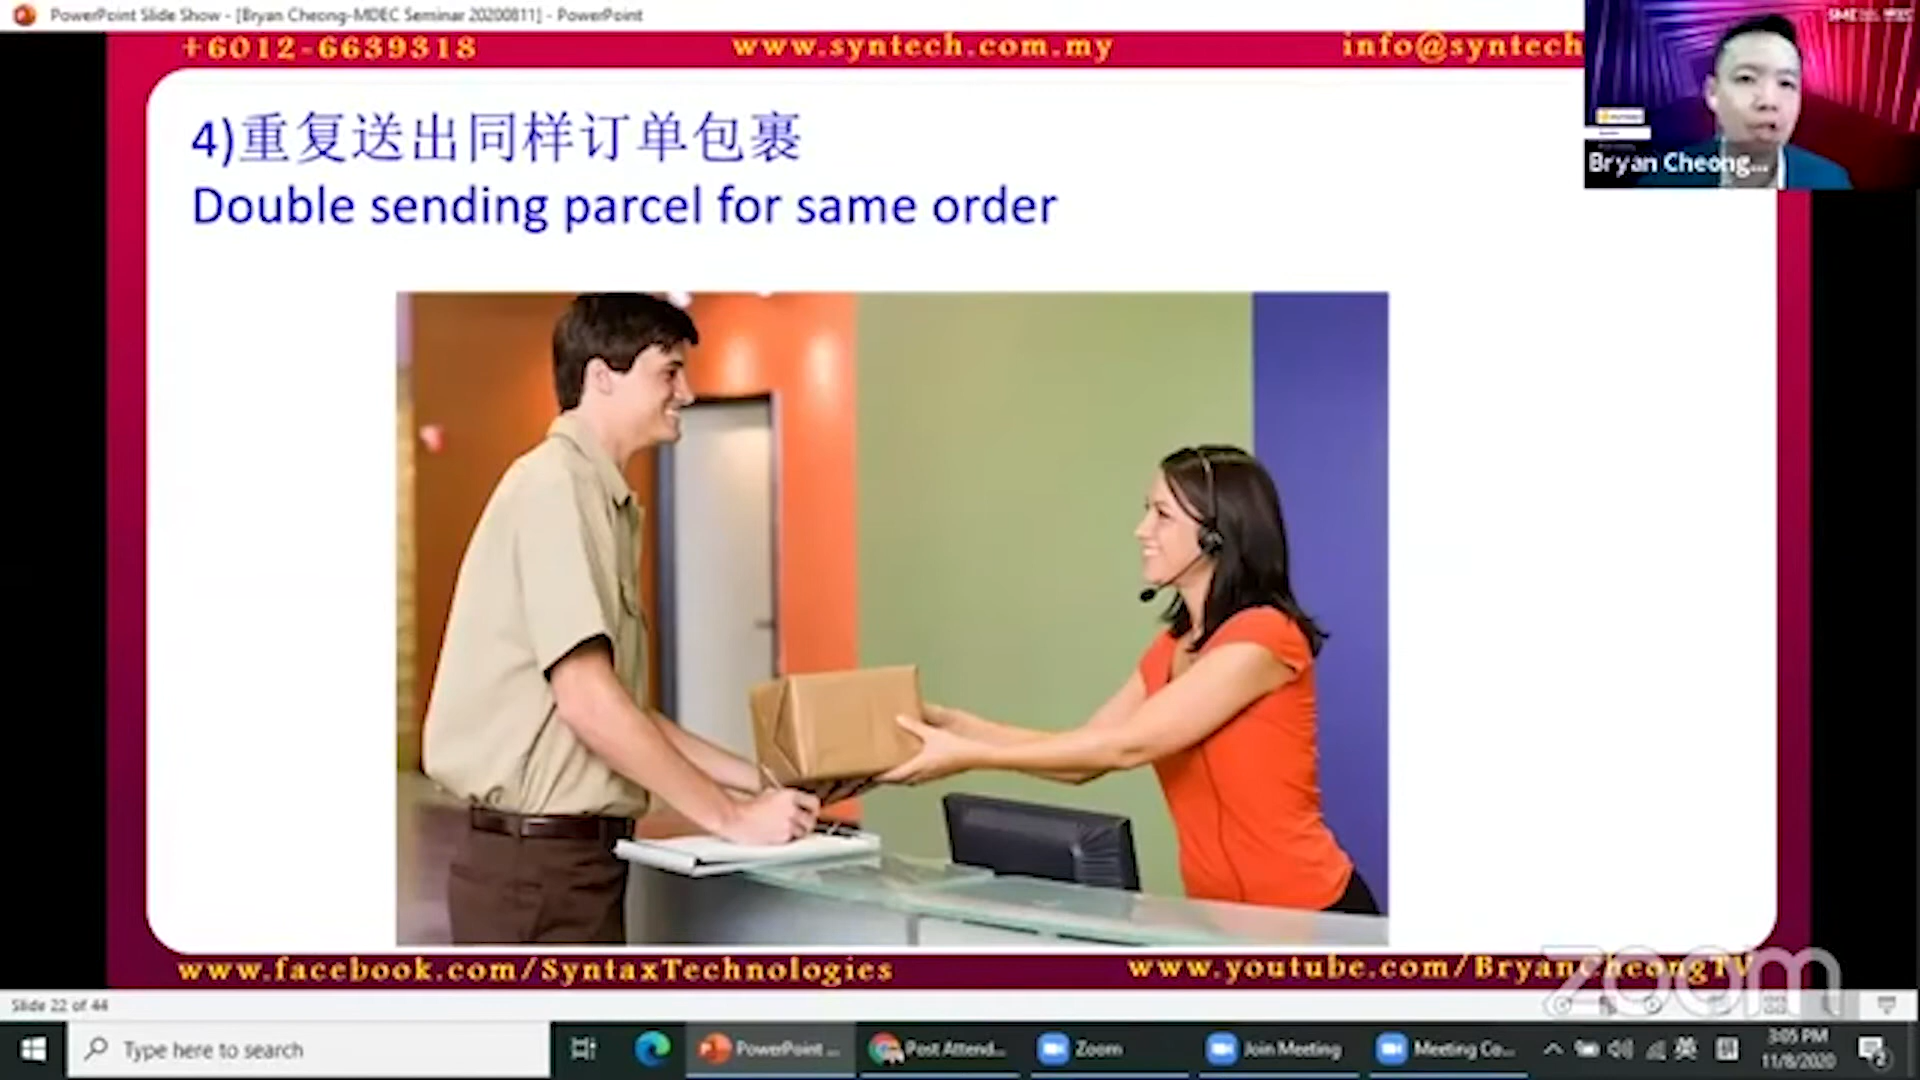 PowerPoint Slide Show - [Bryan Cheong-MDEC Seminar 20200811] - PowerPoint
+6012-6639318
www.syntech.com.my
info@syntech
Bryan Cheong...
4)重复送出同样订单包裹
Double sending parcel for same order
www.facebook.com/SyntaxTechnologies
www.youtube.com/BryanCheongTV
zoom
Slide 22 of 44
Type here to search
PowerPoint ...
Post Attend...
Zoom
Join Meeting
Meeting Co...
英
拼
3:05 PM
11/8/2020
2